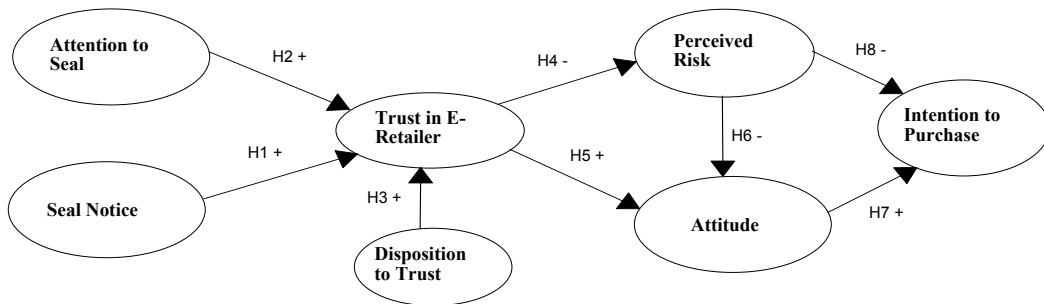 Attention to
Seal
H2 +
Seal Notice
H1 +
Trust in E-
Retailer
H3 +
Disposition
to Trust
H4 -
H5 +
Perceived
Risk
H6 -
Attitude
H8 -
H7 +
Intention to
Purchase